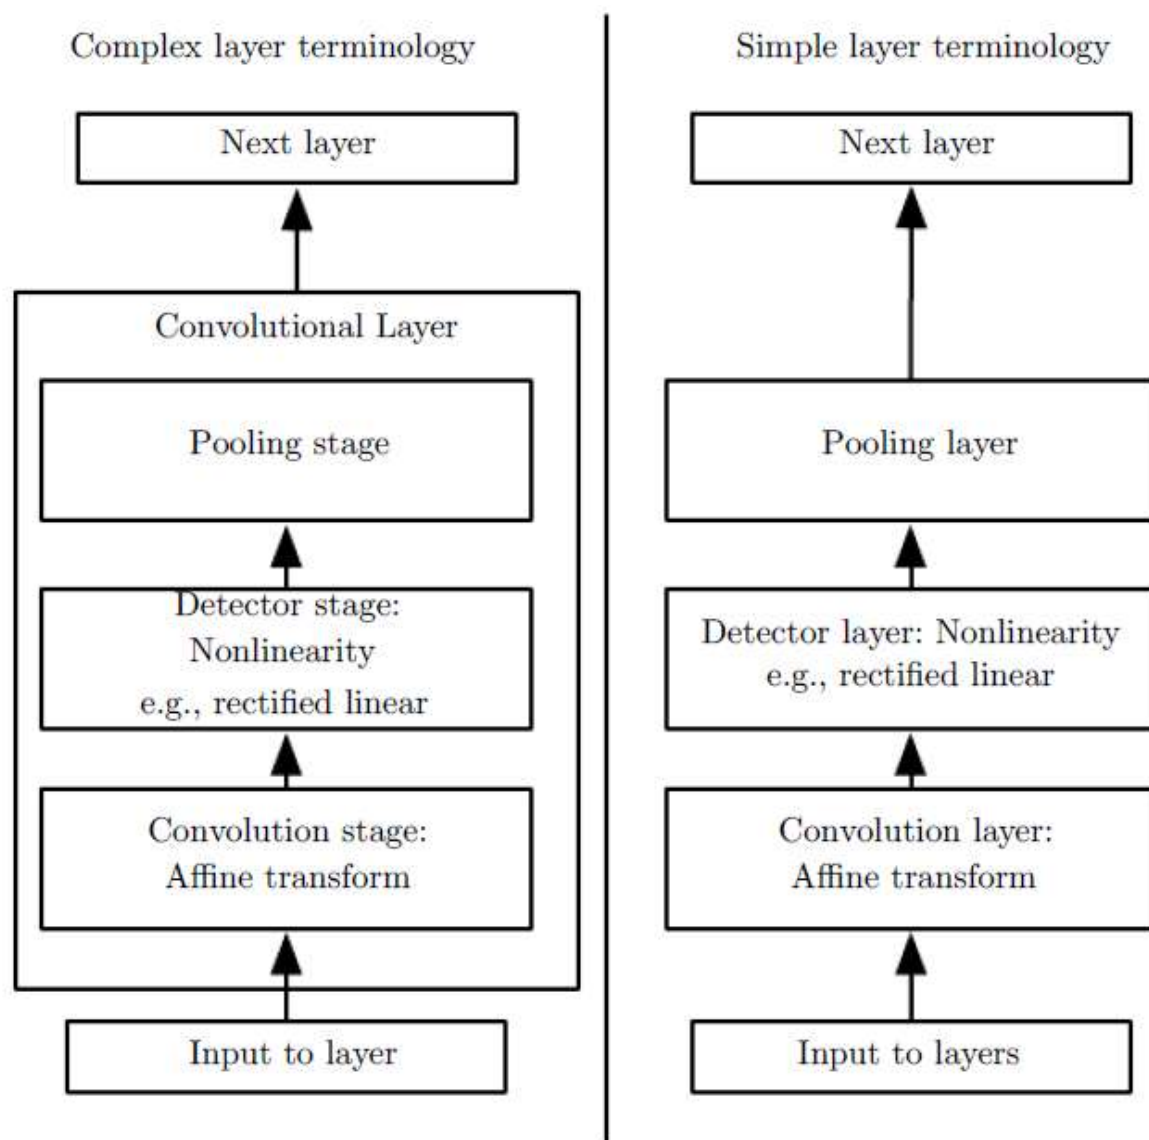 Complex layer terminology
Next layer
Convolutional Layer
Pooling stage
Detector stage:
Nonlinearity
e.g., rectified linear
Convolution stage:
Affine transform
Input to layer
Simple layer terminology
Next layer
Pooling layer
Detector layer: Nonlinearity
e.g., rectified linear
Convolution layer:
Affine transform
Input to layers